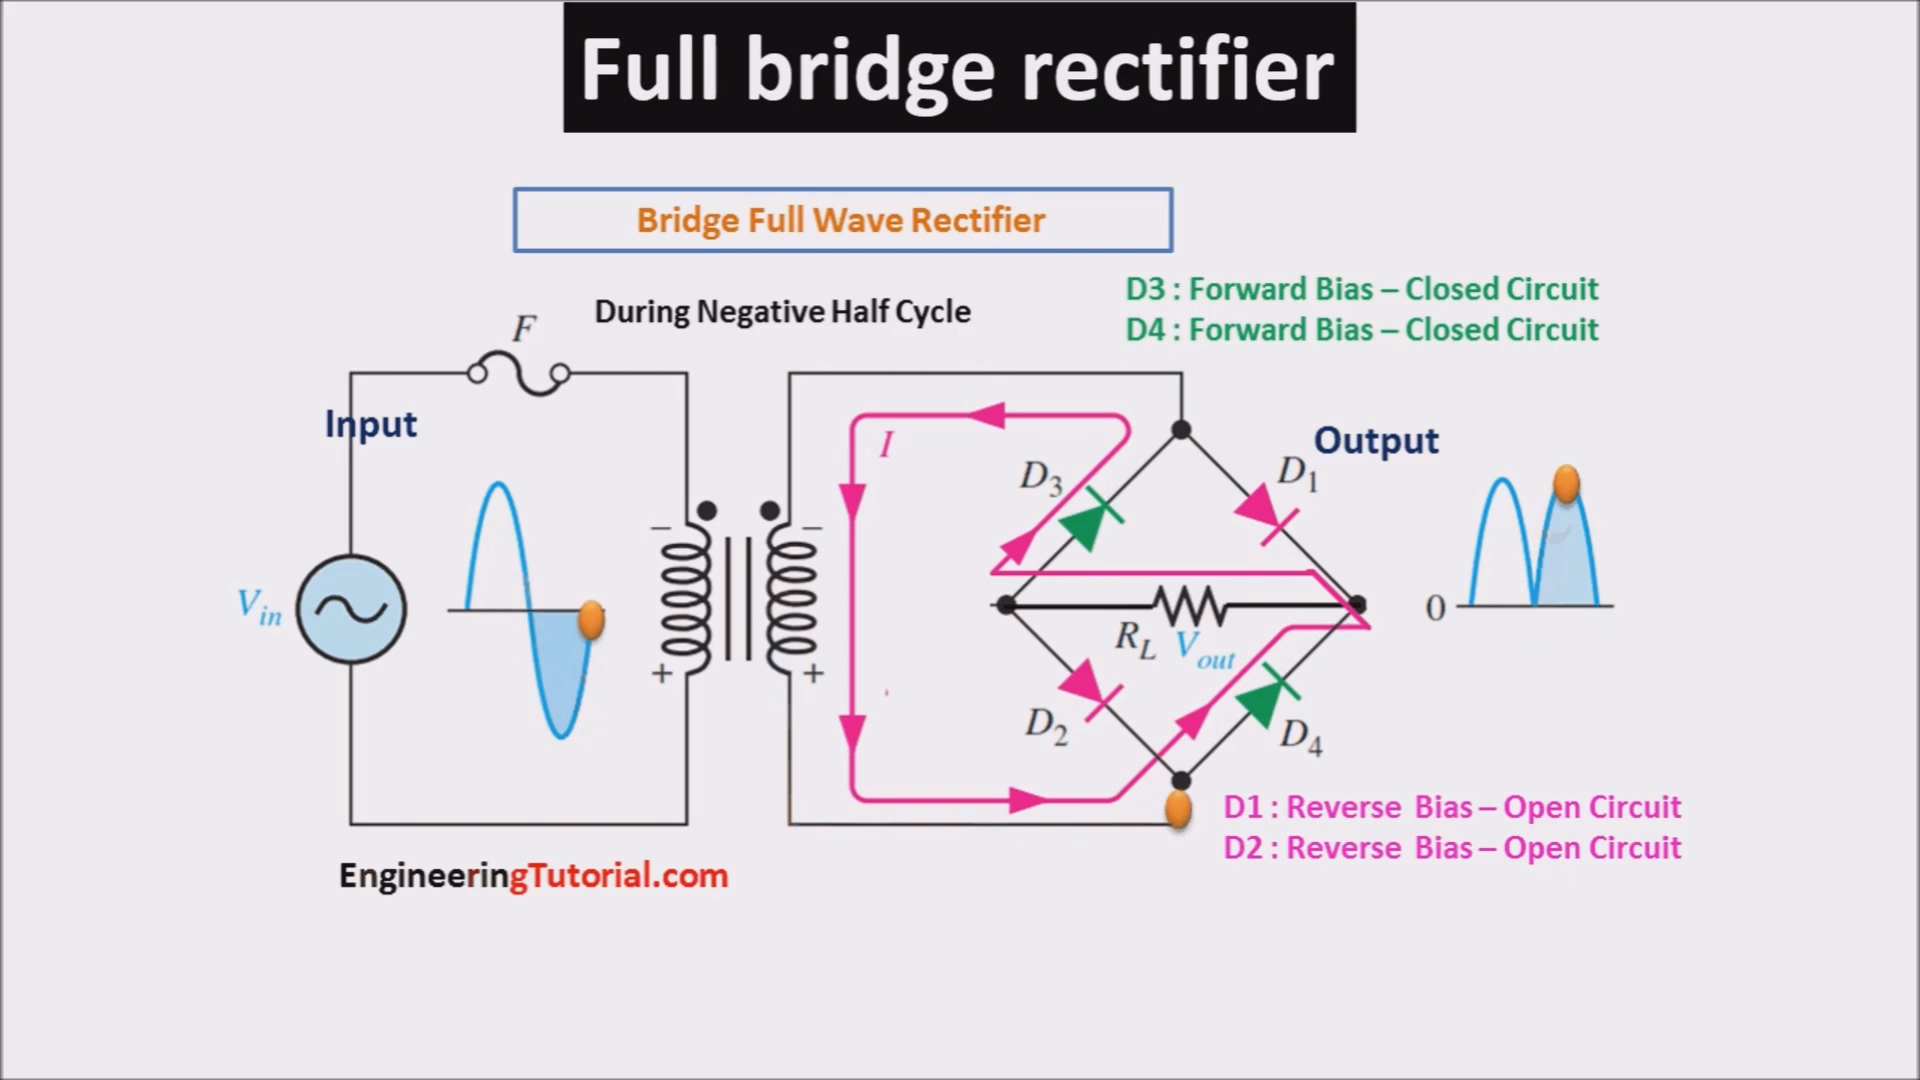 Full bridge rectifier
Bridge Full Wave Rectifier
D3 : Forward Bias – Closed Circuit
D4 : Forward Bias – Closed Circuit
During Negative Half Cycle
F
Input
I
Output
D3
D1
−
−
Vin
0
RL Vout
+
+
D2
D4
D1 : Reverse Bias – Open Circuit
D2 : Reverse Bias – Open Circuit
EngineeringTutorial.com